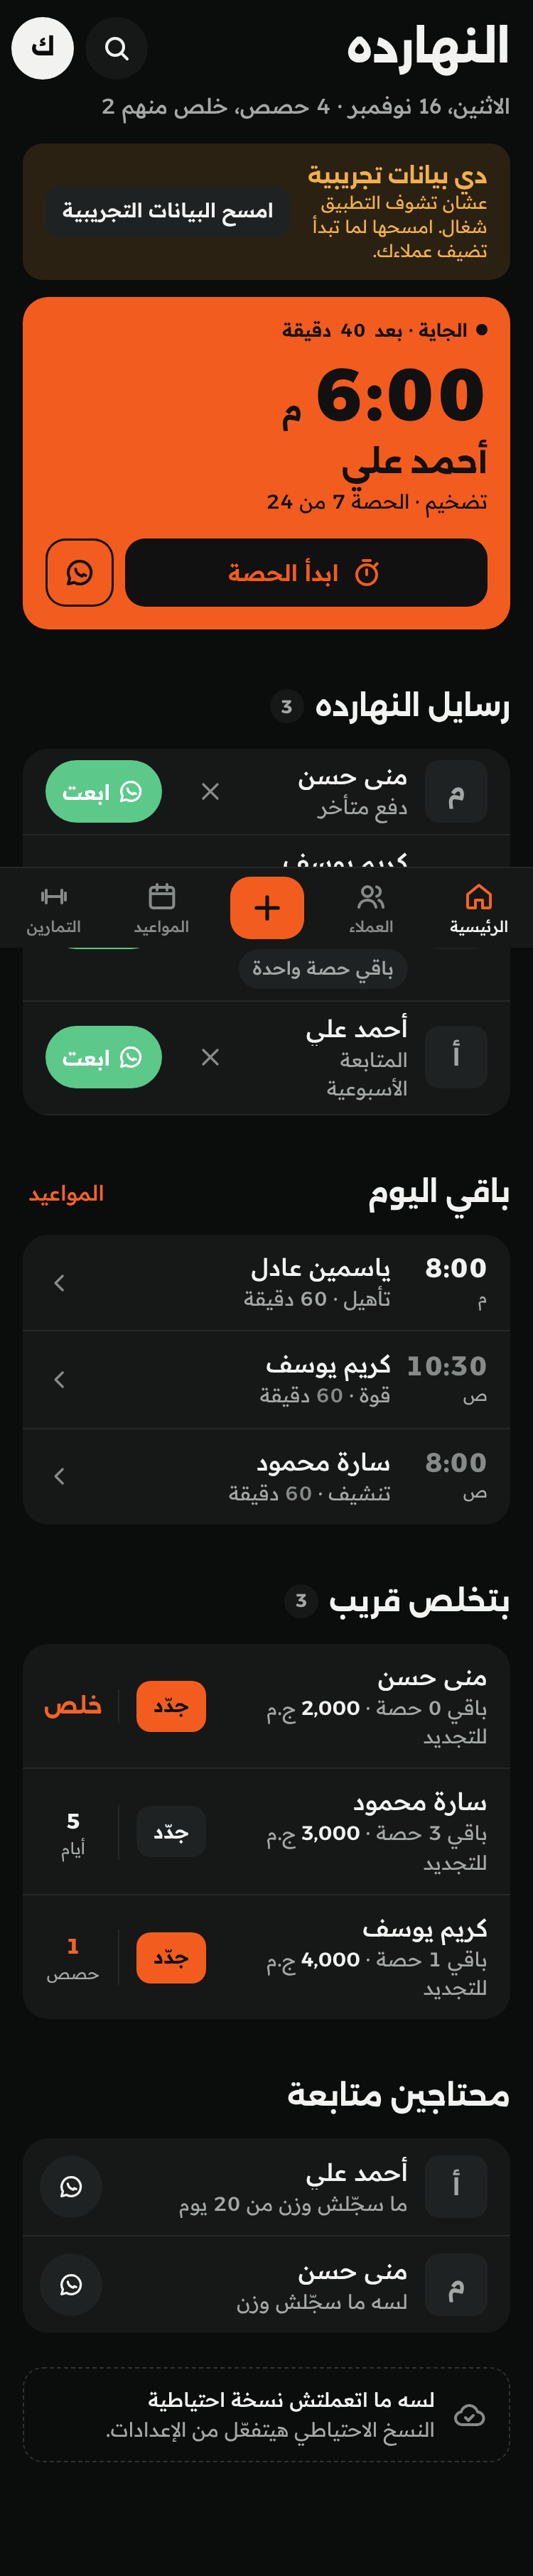 النهارده
ك
الاثنين، 16 نوفمبر · 4 حصص، خلص منهم 2
دي بيانات تجريبية
عشان تشوف التطبيق
شغال. امسحها لما تبدأ
تضيف عملاءك.
امسح البيانات التجريبية
الجاية · بعد 40 دقيقة
6:00 م
أحمد علي
تضخيم · الحصة 7 من 24
ابدأ الحصة
رسايل النهارده 3
م
منى حسن
دفع متأخر
ابعت
كريم يوسف
الرئيسية
العملاء
المواعيد
التمارين
باقي حصة واحدة
أ
أحمد علي
المتابعة
الأسبوعية
ابعت
باقي اليوم
المواعيد
8:00
م
ياسمين عادل
تأهيل · 60 دقيقة
10:30
ص
كريم يوسف
قوة · 60 دقيقة
8:00
ص
سارة محمود
تنشيف · 60 دقيقة
بتخلص قريب 3
منى حسن
باقي 0 حصة · 2,000 ج.م
للتجديد
جدّد
خلص
سارة محمود
باقي 3 حصة · 3,000 ج.م
للتجديد
جدّد
5
أيام
كريم يوسف
باقي 1 حصة · 4,000 ج.م
للتجديد
جدّد
1
حصص
محتاجين متابعة
أ
أحمد علي
ما سجّلش وزن من 20 يوم
م
منى حسن
لسه ما سجّلش وزن
لسه ما اتعملتش نسخة احتياطية
النسخ الاحتياطي هيتفعّل من الإعدادات.